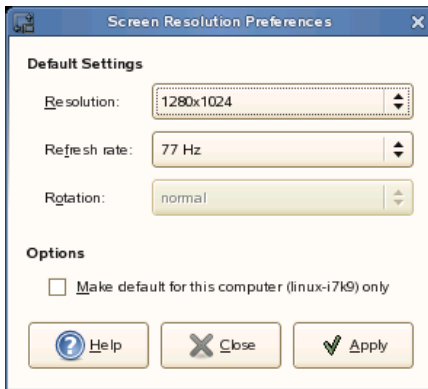 Screen Resolution Preferences
Default Settings
Resolution: 1280x1024
Refresh rate: 77 Hz
Rotation: normal
Options
Make default for this computer (linux-i7k9) only
Help Close Apply